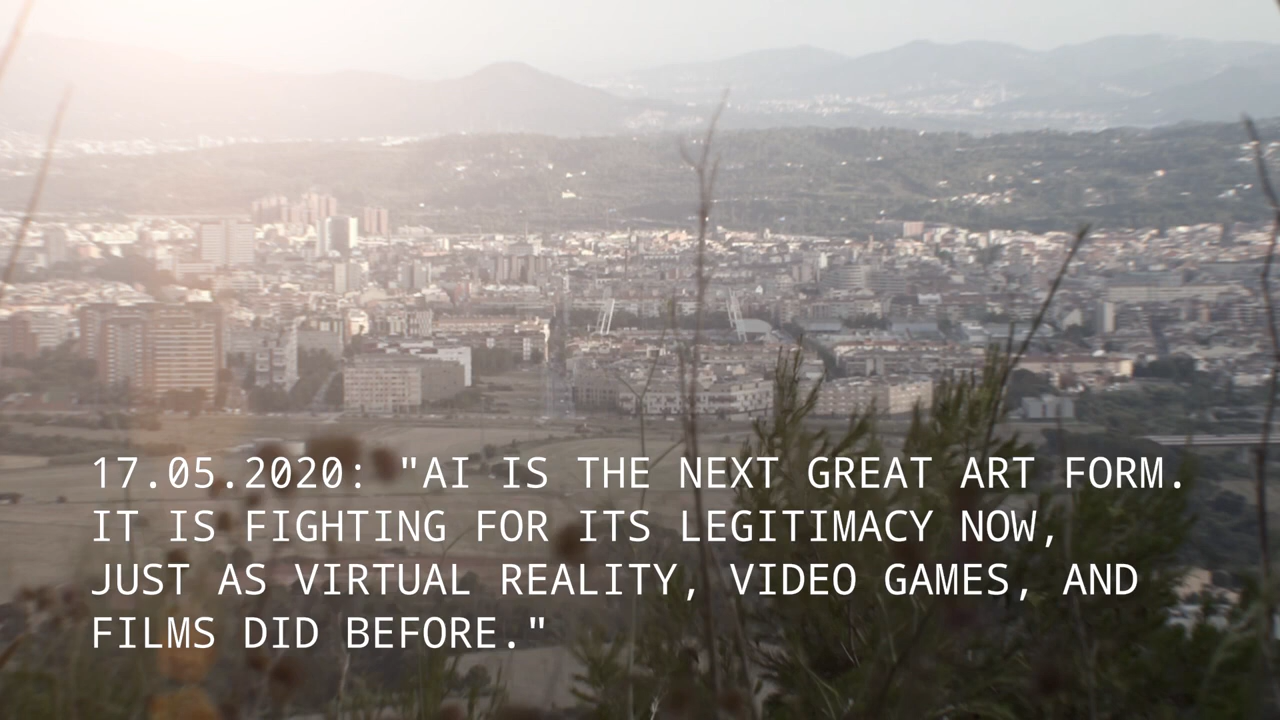 17.05.2020: "AI IS THE NEXT GREAT ART FORM.
IT IS FIGHTING FOR ITS LEGITIMACY NOW,
JUST AS VIRTUAL REALITY, VIDEO GAMES, AND
FILMS DID BEFORE."